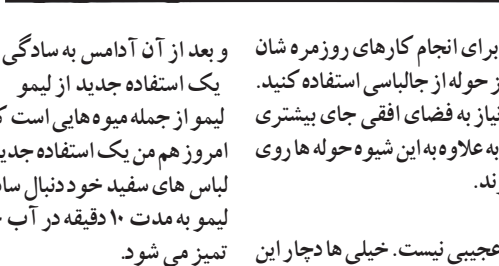 برای انجام کارهای روزمره شان
ز حوله از جالباسی استفاده کنید.
نیاز به فضای افقی جای بیشتری
به علاوه به این شیوه حوله ها روی
وند.
عجیبی نیست. خیلی ها دچار این
و بعد از آن آدامس به سادگی
یک استفاده جدید از لیمو
لیمو از جمله میوه هایی است ک
امروز هم من یک استفاده جدید
لباس های سفید خود دنبال ساد
لیمو به مدت ۱۰ دقیقه در آب
تمیز می شود.